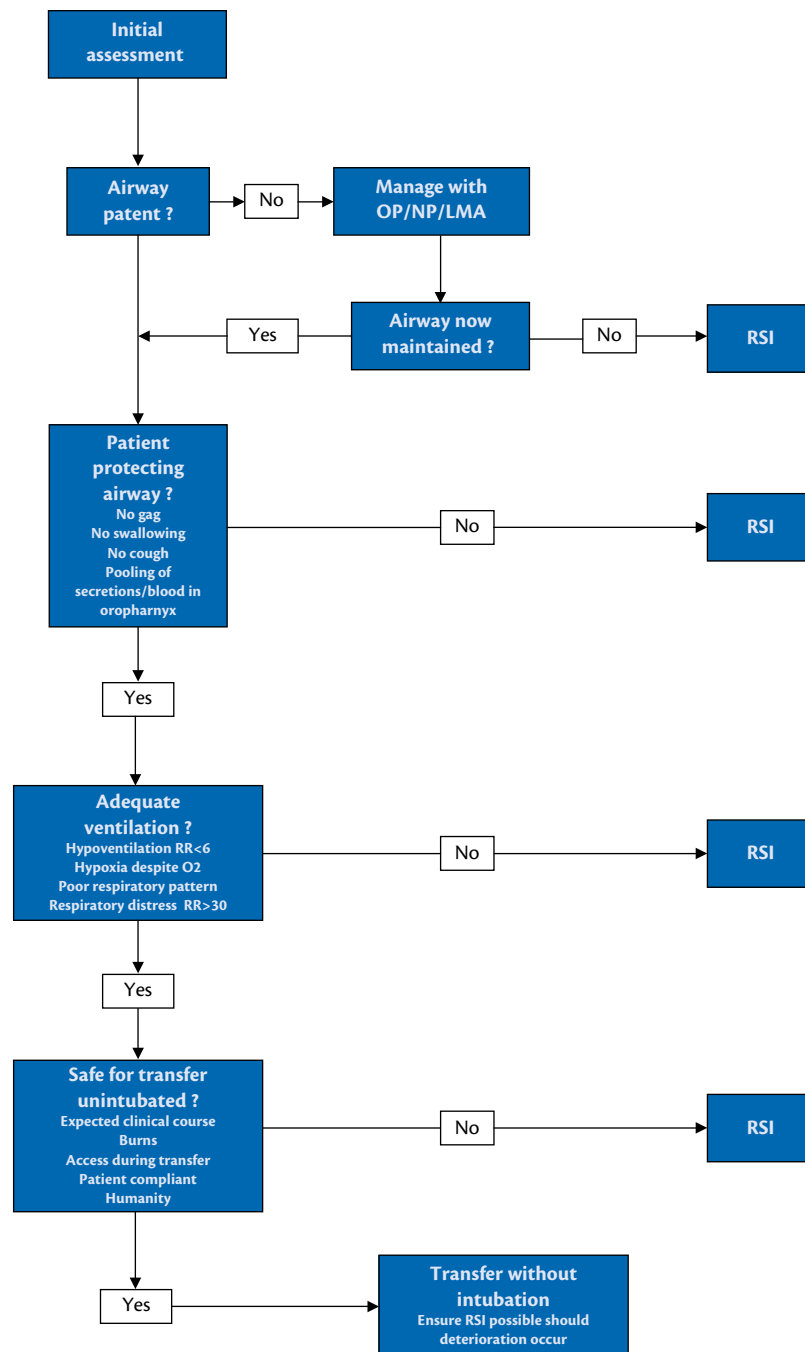 Initial
assessment
Airway
patent ?
No
Manage with
OP/NP/LMA
Yes
Airway now
maintained ?
No
RSI
Patient
protecting
airway ?
No gag
No swallowing
No cough
Pooling of
secretions/blood in
oropharnyx
No
RSI
Yes
Adequate
ventilation ?
Hypoventilation RR<6
Hypoxia despite O2
Poor respiratory pattern
Respiratory distress RR>30
No
RSI
Yes
Safe for transfer
unintubated ?
Expected clinical course
Burns
Access during transfer
Patient compliant
Humanity
No
RSI
Yes
Transfer without
intubation
Ensure RSI possible should
deterioration occur